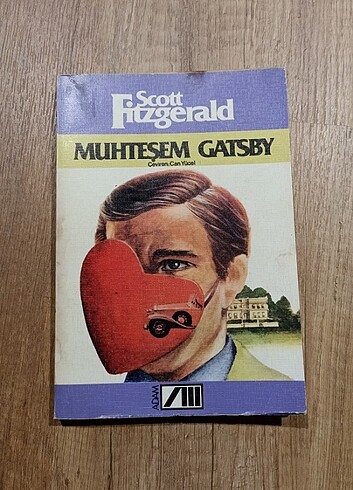 Scott
Fitzgerald
MUHTEŞEM GATSBY
Çeviren: Can Yücel
ADAM